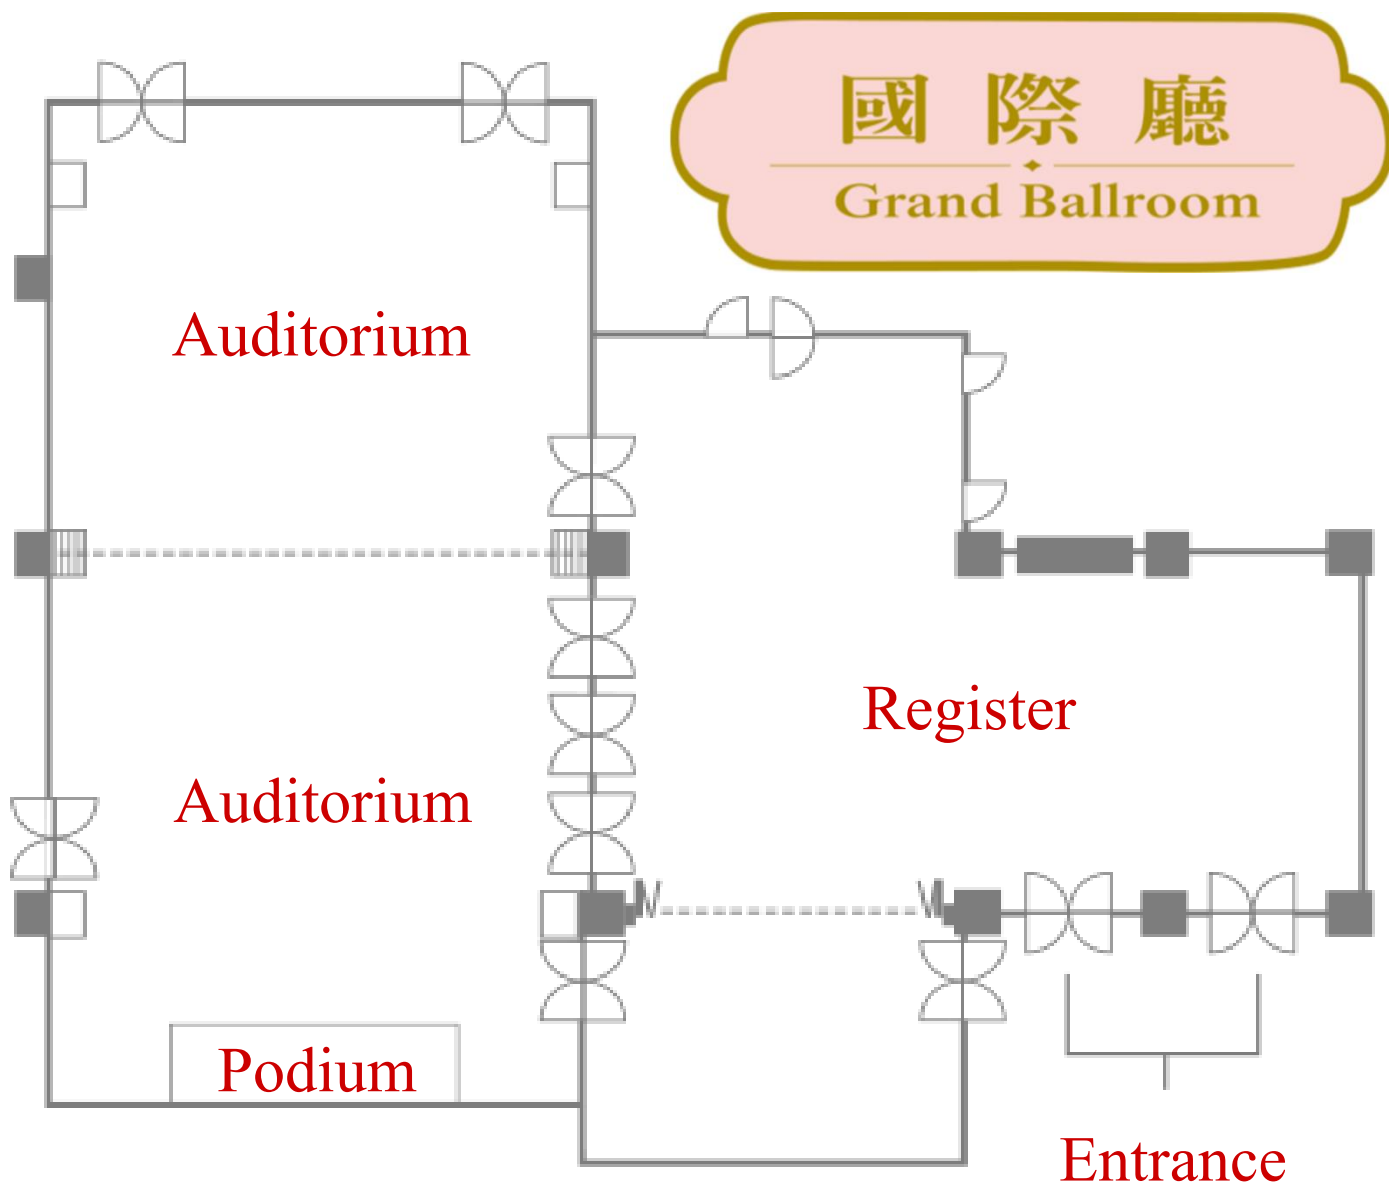 國際廳
Grand Ballroom
Auditorium
Register
Auditorium
Podium
Entrance